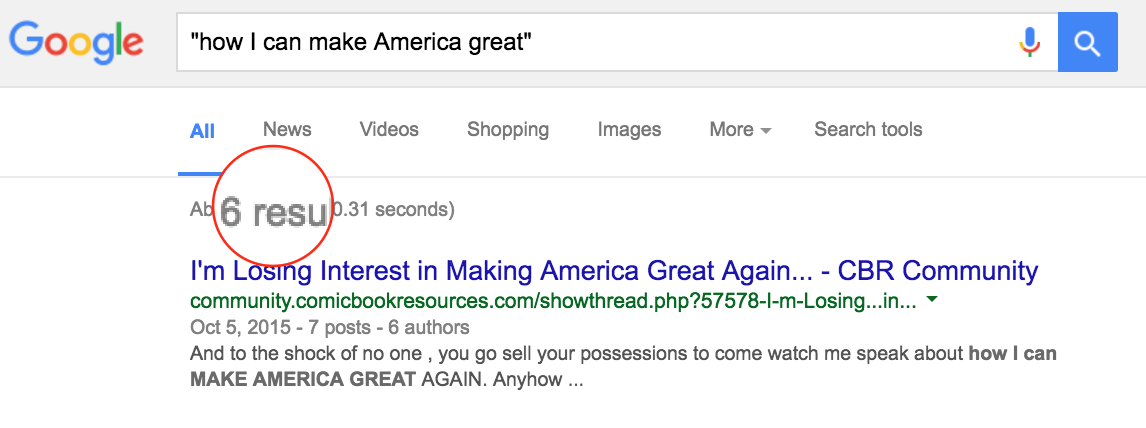 Google "how I can make America great"
All News Videos Shopping Images More Search tools
Ab 6 resu 0.31 seconds)
I'm Losing Interest in Making America Great Again... - CBR Community
community.comicbookresources.com/showthread.php?57578-I-m-Losing...in...
Oct 5, 2015 - 7 posts - 6 authors
And to the shock of no one , you go sell your possessions to come watch me speak about how I can
MAKE AMERICA GREAT AGAIN. Anyhow ...